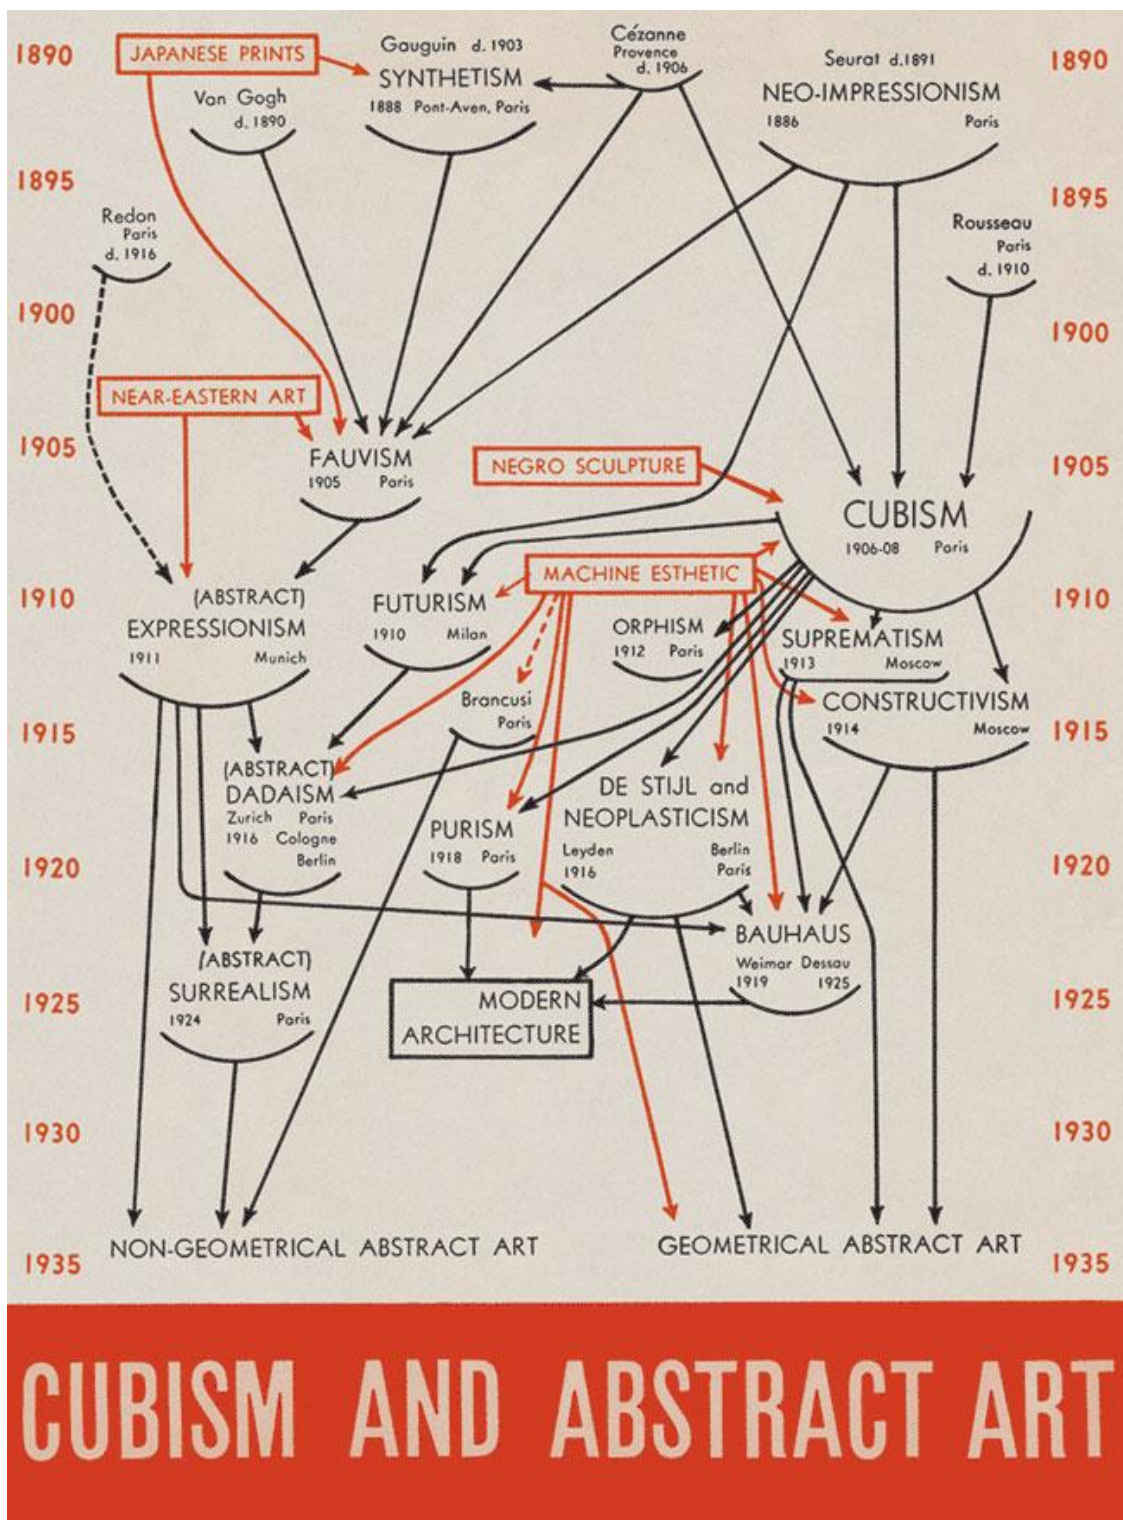 1890
JAPANESE PRINTS
Gauguin d. 1903
SYNTHETISM
1888 Pont-Aven, Paris
Cézanne
Provence
d. 1906
Seurat d.1891
NEO-IMPRESSIONISM
1886 Paris
1890
Van Gogh
d. 1890
1895
1895
Redon
Paris
d. 1916
Rousseau
Paris
d. 1910
1900
1900
NEAR-EASTERN ART
1905
FAUVISM
1905 Paris
NEGRO SCULPTURE
1905
CUBISM
1906-08 Paris
1910
(ABSTRACT)
EXPRESSIONISM
1911 Munich
FUTURISM
1910 Milan
MACHINE ESTHETIC
ORPHISM
1912 Paris
SUPREMATISM
1913 Moscow
1910
Brancusi
Paris
CONSTRUCTIVISM
1914 Moscow
1915
1915
(ABSTRACT)
DADAISM
Zurich Paris
1916 Cologne
Berlin
PURISM
1918 Paris
DE STIJL and
NEOPLASTICISM
Leyden Berlin
1916 Paris
1920
1920
BAUHAUS
Weimar Dessau
1919 1925
(ABSTRACT)
SURREALISM
1924 Paris
MODERN
ARCHITECTURE
1925
1925
1930
1930
NON-GEOMETRICAL ABSTRACT ART
GEOMETRICAL ABSTRACT ART
1935
1935
CUBISM AND ABSTRACT ART